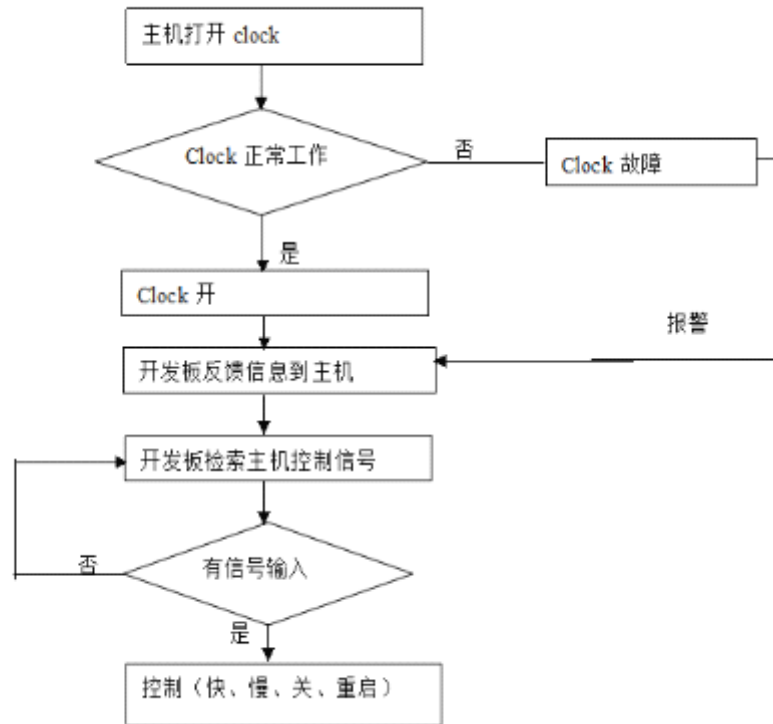 主机打开 clock
Clock 正常工作
否
Clock 故障
是
Clock 开
报警
开发板反馈信息到主机
开发板检索主机控制信号
否
有信号输入
是
控制（快、慢、关、重启）